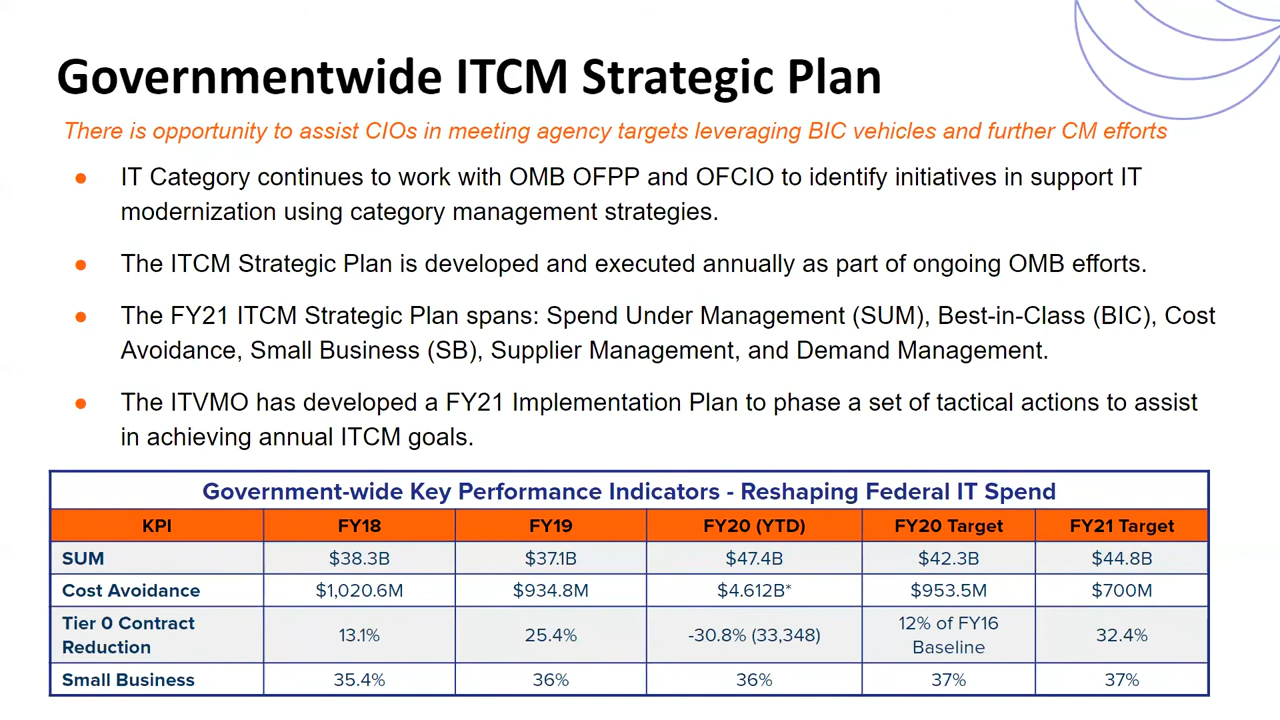 Governmentwide ITCM Strategic Plan
There is opportunity to assist CIOs in meeting agency targets leveraging BIC vehicles and further CM efforts
● IT Category continues to work with OMB OFPP and OFCIO to identify initiatives in support IT
modernization using category management strategies.
● The ITCM Strategic Plan is developed and executed annually as part of ongoing OMB efforts.
● The FY21 ITCM Strategic Plan spans: Spend Under Management (SUM), Best-in-Class (BIC), Cost
Avoidance, Small Business (SB), Supplier Management, and Demand Management.
● The ITVMO has developed a FY21 Implementation Plan to phase a set of tactical actions to assist
in achieving annual ITCM goals.
Government-wide Key Performance Indicators - Reshaping Federal IT Spend
KPI FY18 FY19 FY20 (YTD) FY20 Target FY21 Target
SUM $38.3B $37.1B $47.4B $42.3B $44.8B
Cost Avoidance $1,020.6M $934.8M $4.612B* $953.5M $700M
Tier 0 Contract
Reduction 13.1% 25.4% -30.8% (33,348) 12% of FY16
Baseline 32.4%
Small Business 35.4% 36% 36% 37% 37%